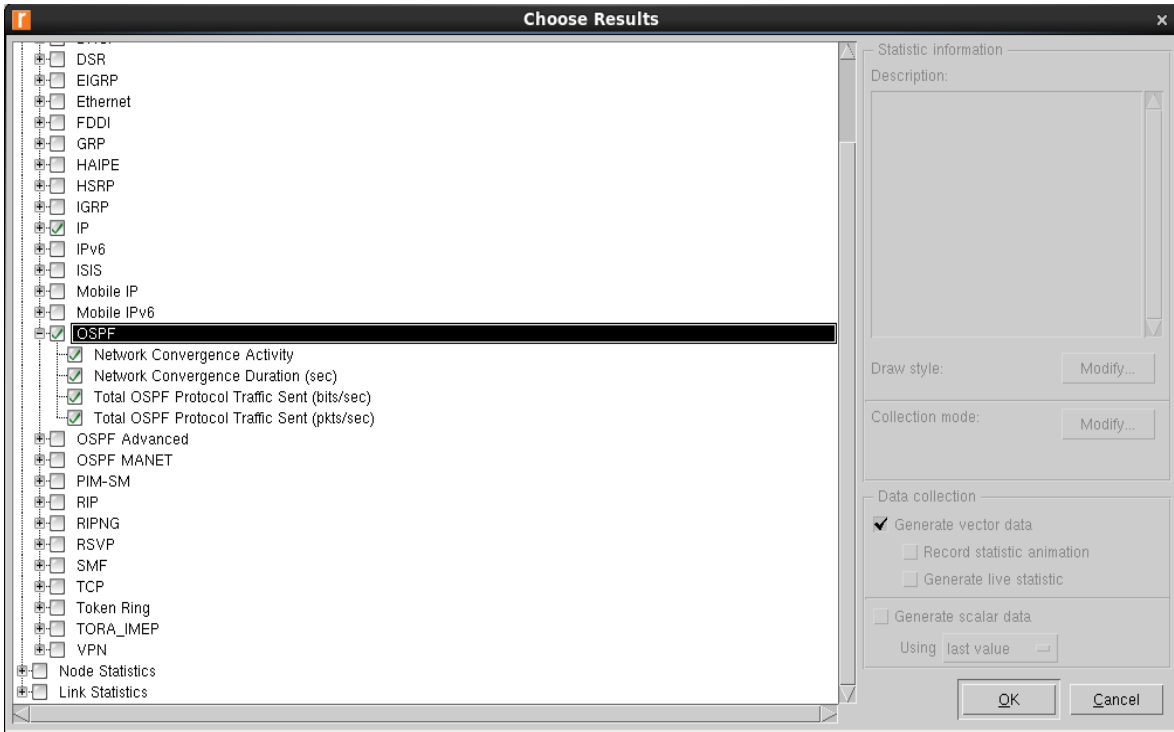 Choose Results
DSR
EIGRP
Ethernet
FDDI
GRP
HAIPE
HSRP
IGRP
IP
IPv6
ISIS
Mobile IP
Mobile IPv6
OSPF
Network Convergence Activity
Network Convergence Duration (sec)
Total OSPF Protocol Traffic Sent (bits/sec)
Total OSPF Protocol Traffic Sent (pkts/sec)
OSPF Advanced
OSPF MANET
PIM-SM
RIP
RIPNG
RSVP
SMF
TCP
Token Ring
TORA_IMEP
VPN
Node Statistics
Link Statistics
Statistic information
Description:
Draw style:
Modify...
Collection mode:
Modify...
Data collection
Generate vector data
Record statistic animation
Generate live statistic
Generate scalar data
Using last value
OK
Cancel